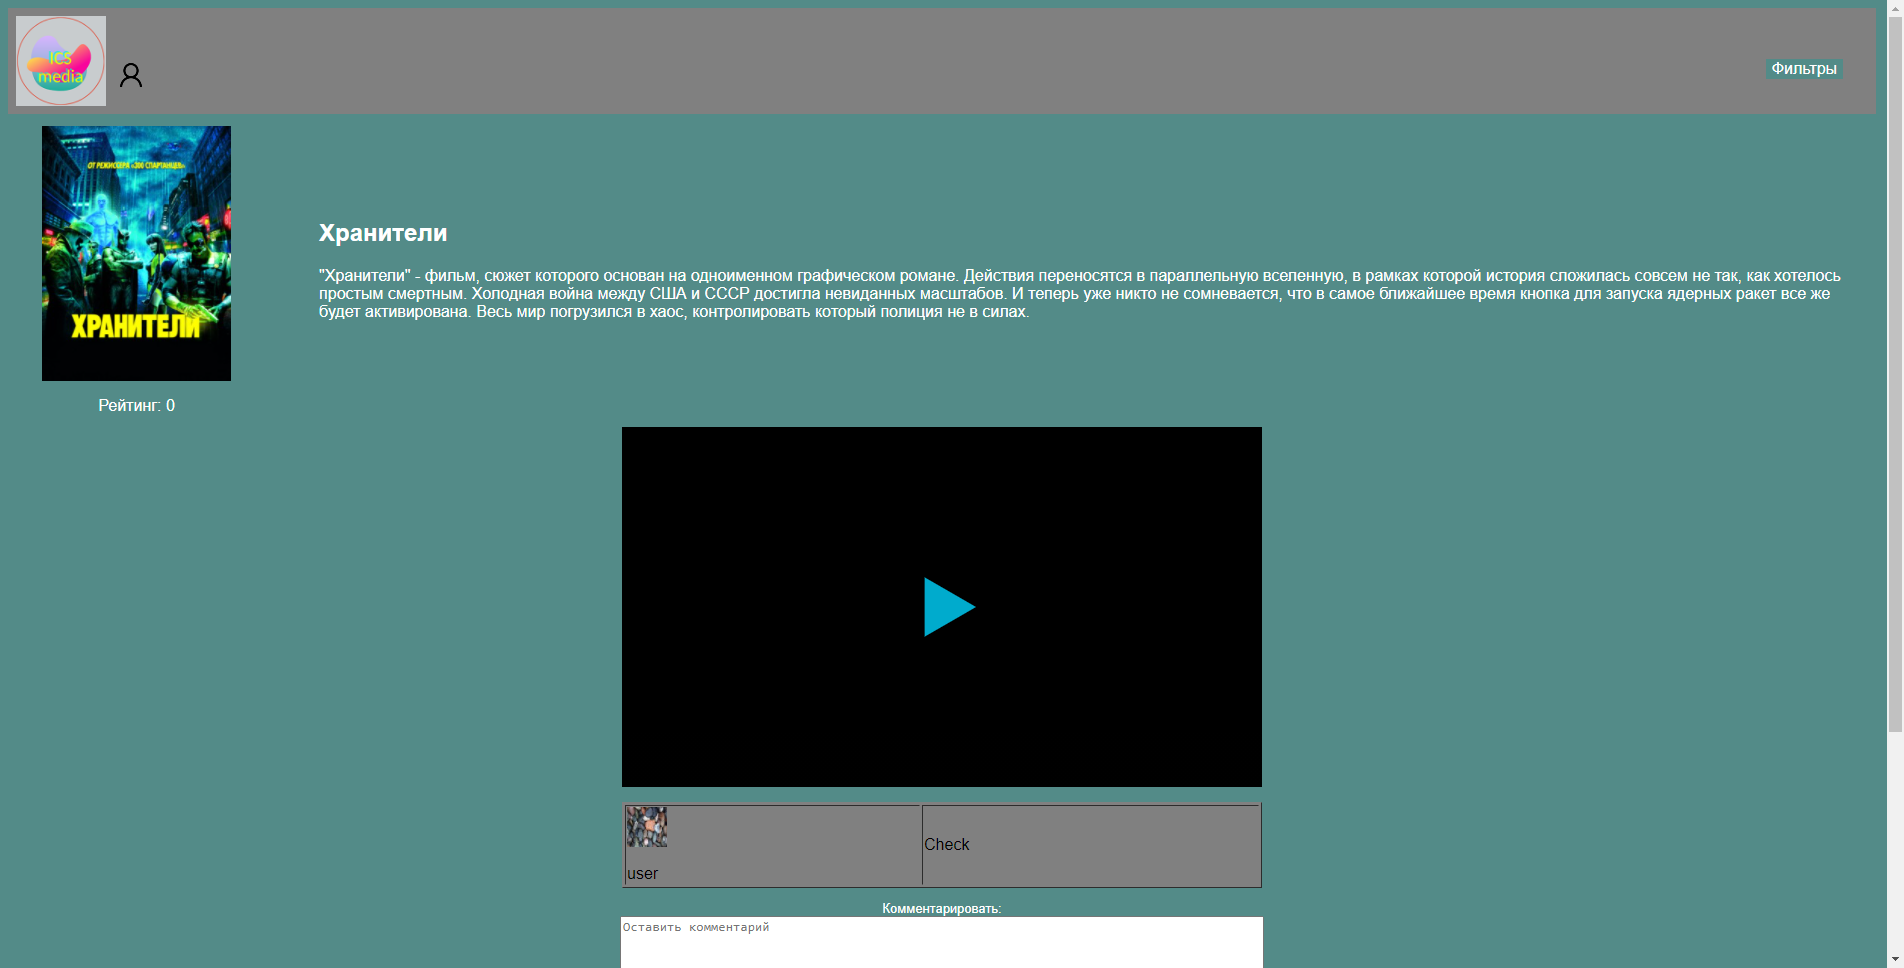 ICS
media
Фильтры
ОТ РЕЖИССЕРА «300 СПАРТАНЦЕВ»
ХРАНИТЕЛИ
Рейтинг: 0
Хранители
"Хранители" - фильм, сюжет которого основан на одноименном графическом романе. Действия переносятся в параллельную вселенную, в рамках которой история сложилась совсем не так, как хотелось
простым смертным. Холодная война между США и СССР достигла невиданных масштабов. И теперь уже никто не сомневается, что в самое ближайшее время кнопка для запуска ядерных ракет все же
будет активирована. Весь мир погрузился в хаос, контролировать который полиция не в силах.
user
Check
Комментировать:
Оставить комментарий